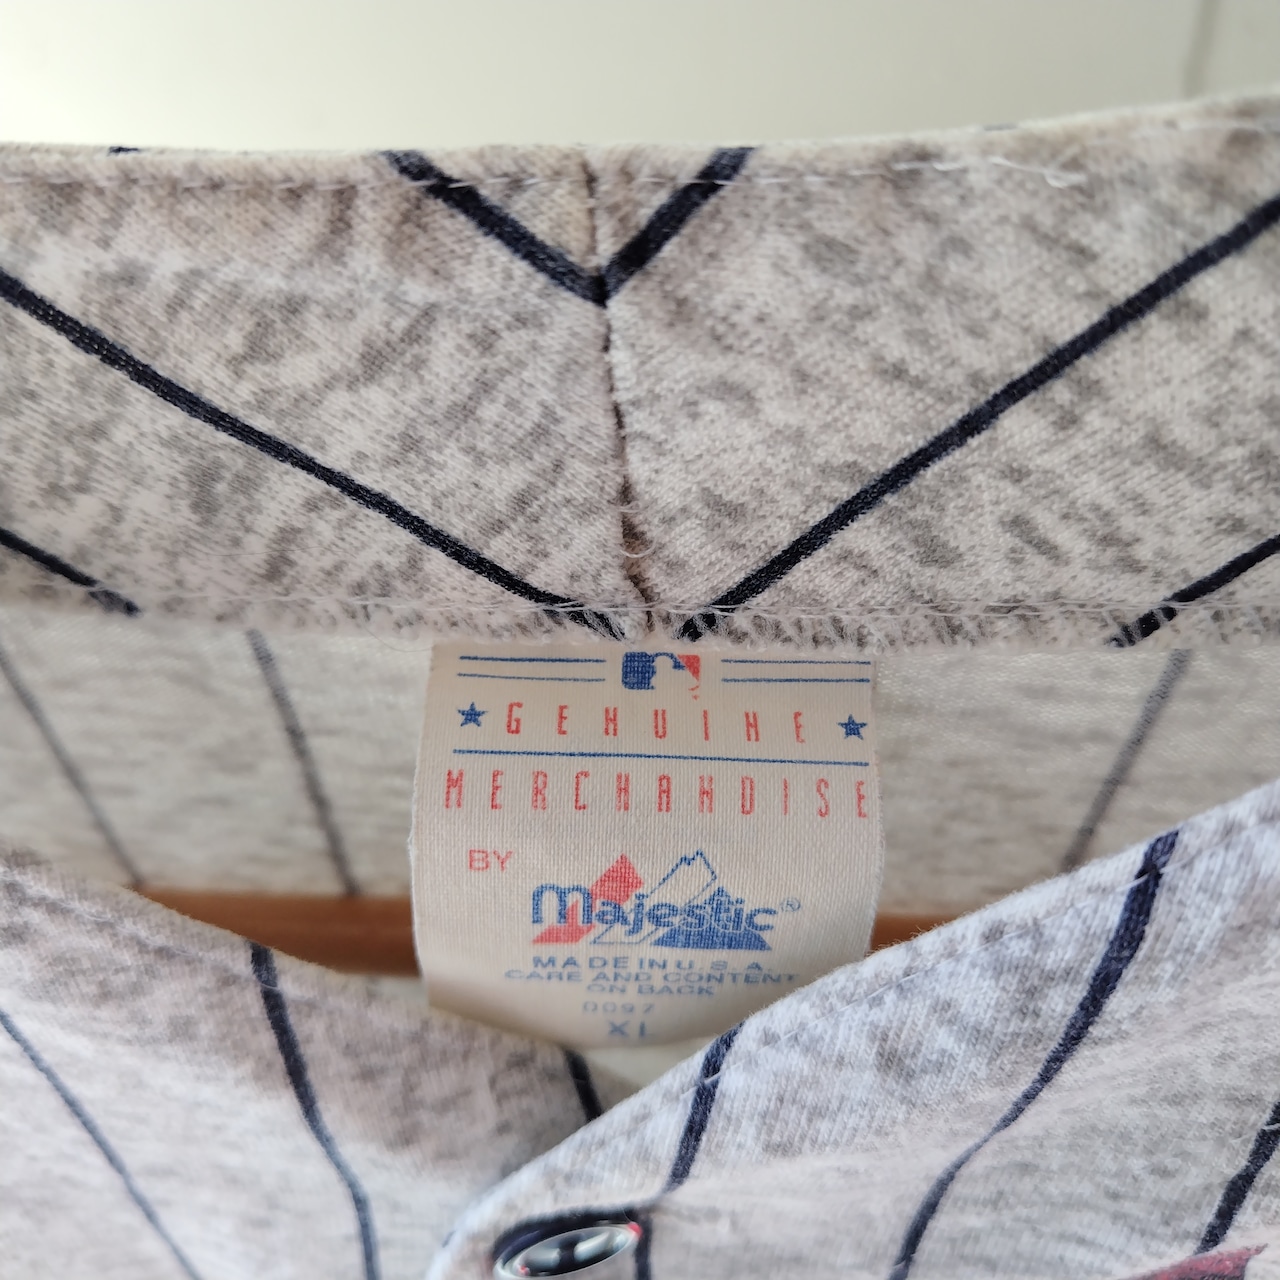 GENUINE
MERCHANDISE
BY
Majestic®
MADE IN U.S.A.
CARE AND CONTENT
ON BACK
0097
XL